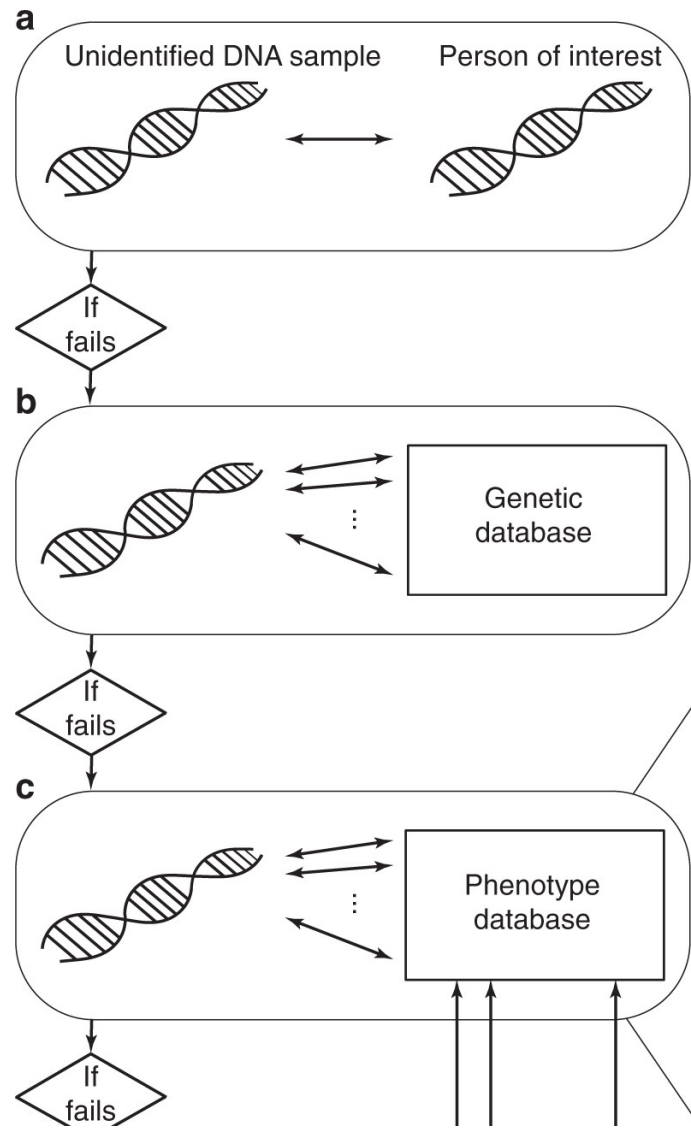 a
Unidentified DNA sample
Person of interest
If
fails
b
Genetic
database
If
fails
c
Phenotype
database
If
fails